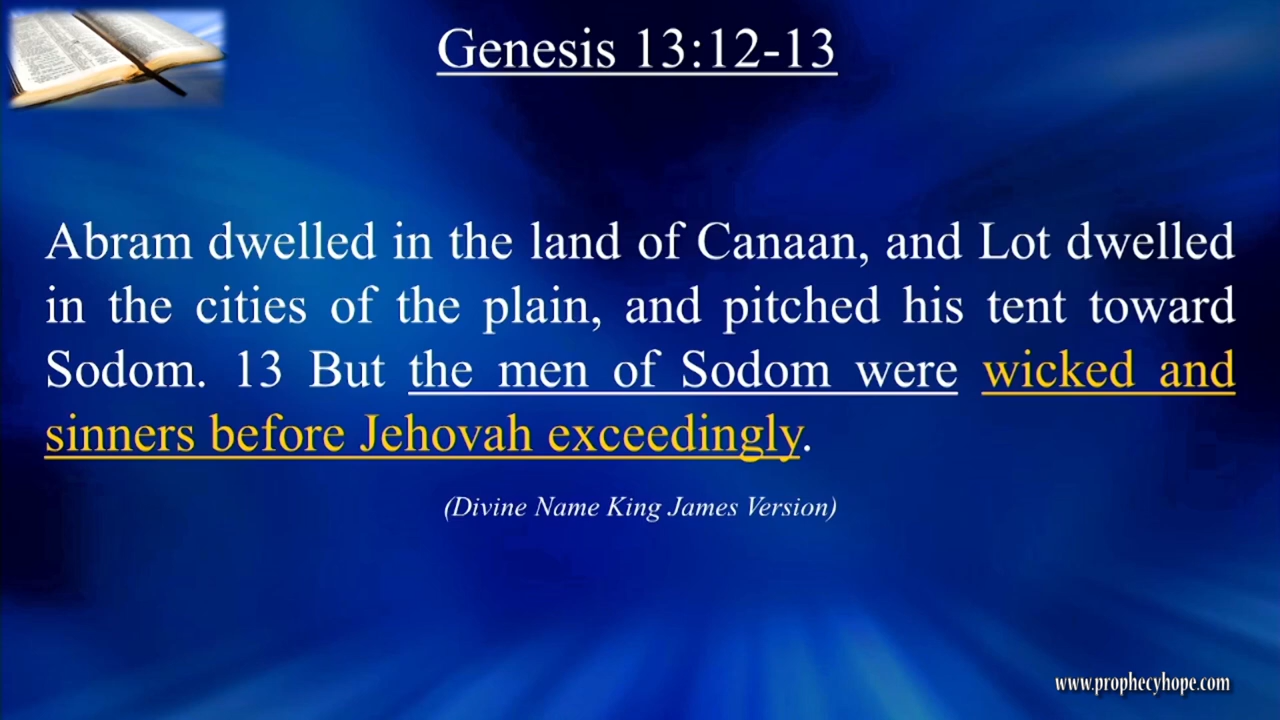 Genesis 13:12-13
Abram dwelled in the land of Canaan, and Lot dwelled
in the cities of the plain, and pitched his tent toward
Sodom. 13 But the men of Sodom were wicked and
sinners before Jehovah exceedingly.
(Divine Name King James Version)
www.prophecyhope.com